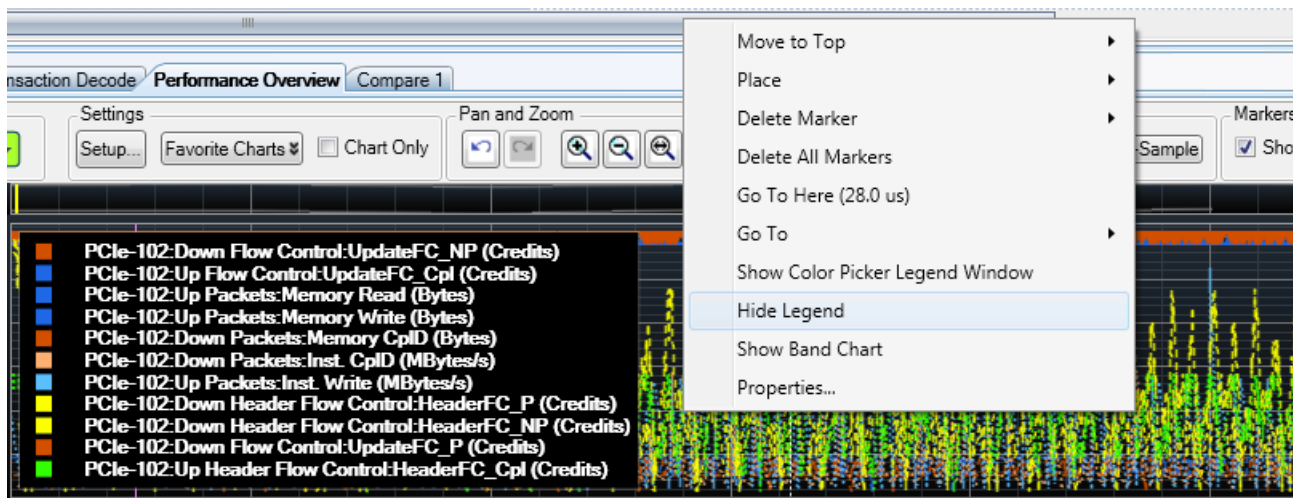 nsaction Decode Performance Overview Compare 1
Settings Pan and Zoom Markers
Setup... Favorite Charts Chart Only -Sample Sho
Move to Top
Place
Delete Marker
Delete All Markers
Go To Here (28.0 us)
Go To
Show Color Picker Legend Window
Hide Legend
Show Band Chart
Properties...
PCIe-102:Down Flow Control:UpdateFC_NP (Credits)
PCIe-102:Up Flow Control:UpdateFC_Cpl (Credits)
PCIe-102:Up Packets:Memory Read (Bytes)
PCIe-102:Up Packets:Memory Write (Bytes)
PCIe-102:Down Packets:Memory CplD (Bytes)
PCIe-102:Down Packets:Inst. CplD (MBytes/s)
PCIe-102:Up Packets:Inst. Write (MBytes/s)
PCIe-102:Down Header Flow Control:HeaderFC_P (Credits)
PCIe-102:Down Header Flow Control:HeaderFC_NP (Credits)
PCIe-102:Down Flow Control:UpdateFC_P (Credits)
PCIe-102:Up Header Flow Control:HeaderFC_Cpl (Credits)